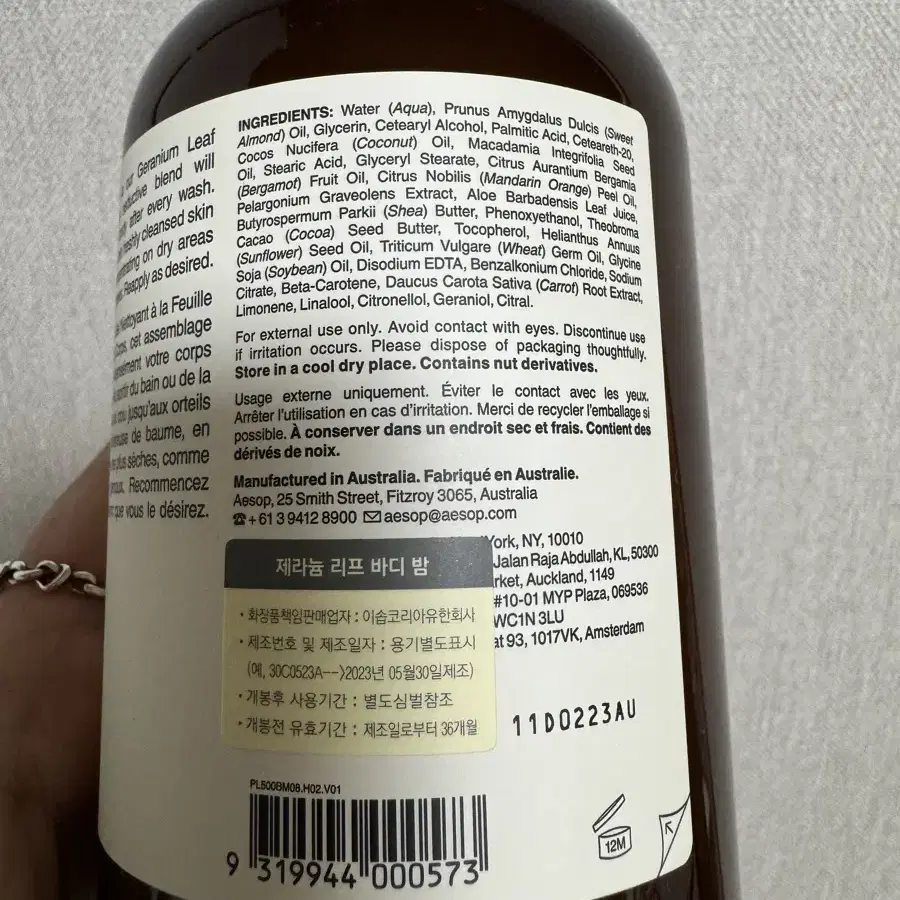 Geranium Leaf
blend will
after every wash.
cleansed skin
on dry areas
Reapply as desired.
Nettoyant à la Feuille
cet assemblage
votre corps
du bain ou de la
jusqu'aux orteils
de baume, en
plus sèches, comme
Recommencez
que vous le désirez.
INGREDIENTS: Water (Aqua), Prunus Amygdalus Dulcis (Sweet
Almond) Oil, Glycerin, Cetearyl Alcohol, Palmitic Acid, Ceteareth-20,
Cocos Nucifera (Coconut) Oil, Macadamia Integrifolia Seed
Oil, Stearic Acid, Glyceryl Stearate, Citrus Aurantium Bergamia
(Bergamot) Fruit Oil, Citrus Nobilis (Mandarin Orange) Peel Oil,
Pelargonium Graveolens Extract, Aloe Barbadensis Leaf Juice,
Butyrospermum Parkii (Shea) Butter, Phenoxyethanol, Theobroma
Cacao (Cocoa) Seed Butter, Tocopherol, Helianthus Annuus
(Sunflower) Seed Oil, Triticum Vulgare (Wheat) Germ Oil, Glycine
Soja (Soybean) Oil, Disodium EDTA, Benzalkonium Chloride, Sodium
Citrate, Beta-Carotene, Daucus Carota Sativa (Carrot) Root Extract,
Limonene, Linalool, Citronellol, Geraniol, Citral.
For external use only. Avoid contact with eyes. Discontinue use
if irritation occurs. Please dispose of packaging thoughtfully.
Store in a cool dry place. Contains nut derivatives.
Usage externe uniquement. Éviter le contact avec les yeux.
Arrêter l'utilisation en cas d'irritation. Merci de recycler l'emballage si
possible. À conserver dans un endroit sec et frais. Contient des
dérivés de noix.
Manufactured in Australia. Fabriqué en Australie.
Aesop, 25 Smith Street, Fitzroy 3065, Australia
☎ +61 3 9412 8900 ✉ aesop@aesop.com
York, NY, 10010
Jalan Raja Abdullah, KL, 50300
rket, Auckland, 1149
#10-01 MYP Plaza, 069536
WC1N 3LU
at 93, 1017VK, Amsterdam
제라늄 리프 바디 밤
· 화장품책임판매업자 : 이솝코리아유한회사
· 제조번호 및 제조일자 : 용기별도표시
(예, 30C0523A-->2023년 05월30일제조)
· 개봉후 사용기간 : 별도심벌참조
· 개봉전 유효기간 : 제조일로부터 36개월
11D0223AU
PL500BM08.H02.V01
9 319944 000573
12M